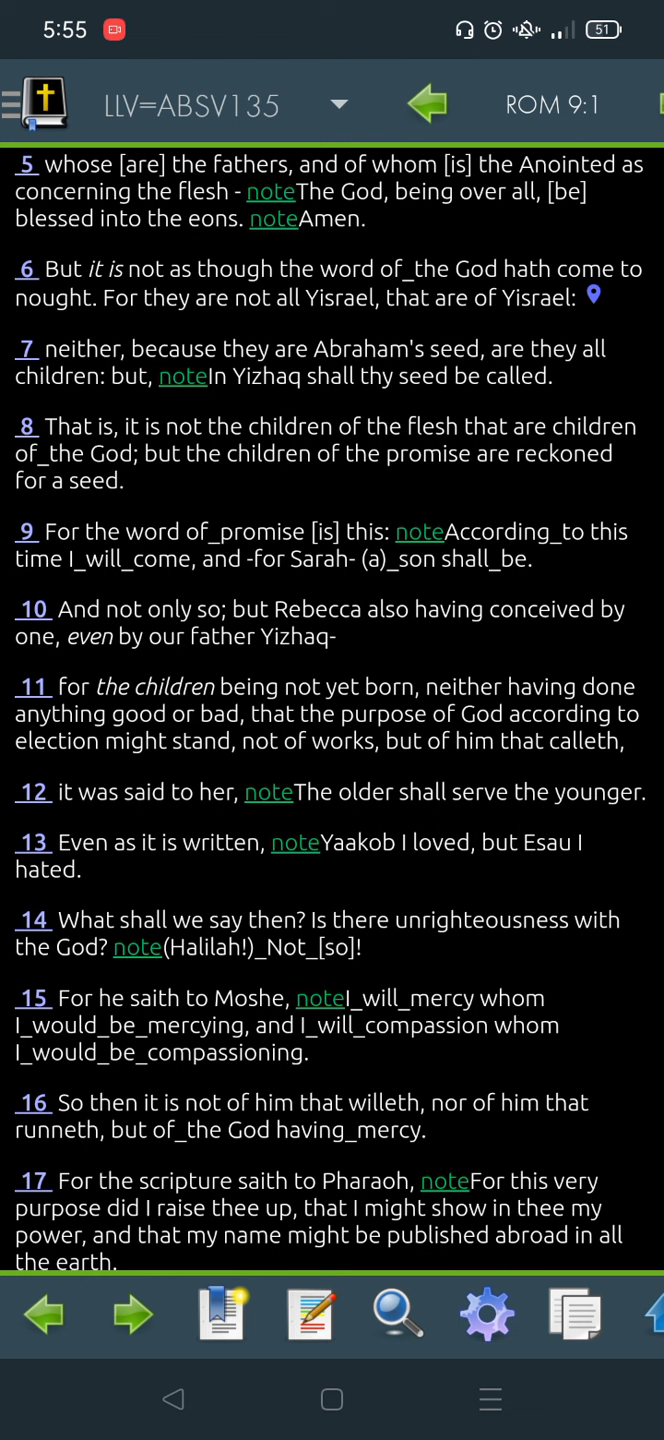 5:55
51
LLV=ABSV135
ROM 9:1
5 whose [are] the fathers, and of whom [is] the Anointed as
concerning the flesh - noteThe God, being over all, [be]
blessed into the eons. noteAmen.
6 But it is not as though the word of_the God hath come to
nought. For they are not all Yisrael, that are of Yisrael:
7 neither, because they are Abraham's seed, are they all
children: but, noteIn Yizhaq shall thy seed be called.
8 That is, it is not the children of the flesh that are children
of_the God; but the children of the promise are reckoned
for a seed.
9 For the word of_promise [is] this: noteAccording_to this
time I_will_come, and -for Sarah- (a)_son shall_be.
10 And not only so; but Rebecca also having conceived by
one, even by our father Yizhaq-
11 for the children being not yet born, neither having done
anything good or bad, that the purpose of God according to
election might stand, not of works, but of him that calleth,
12 it was said to her, noteThe older shall serve the younger.
13 Even as it is written, noteYaakob I loved, but Esau I
hated.
14 What shall we say then? Is there unrighteousness with
the God? note(Halilah!)_Not_[so]!
15 For he saith to Moshe, noteI_will_mercy whom
I_would_be_mercying, and I_will_compassion whom
I_would_be_compassioning.
16 So then it is not of him that willeth, nor of him that
runneth, but of_the God having_mercy.
17 For the scripture saith to Pharaoh, noteFor this very
purpose did I raise thee up, that I might show in thee my
power, and that my name might be published abroad in all
the earth.